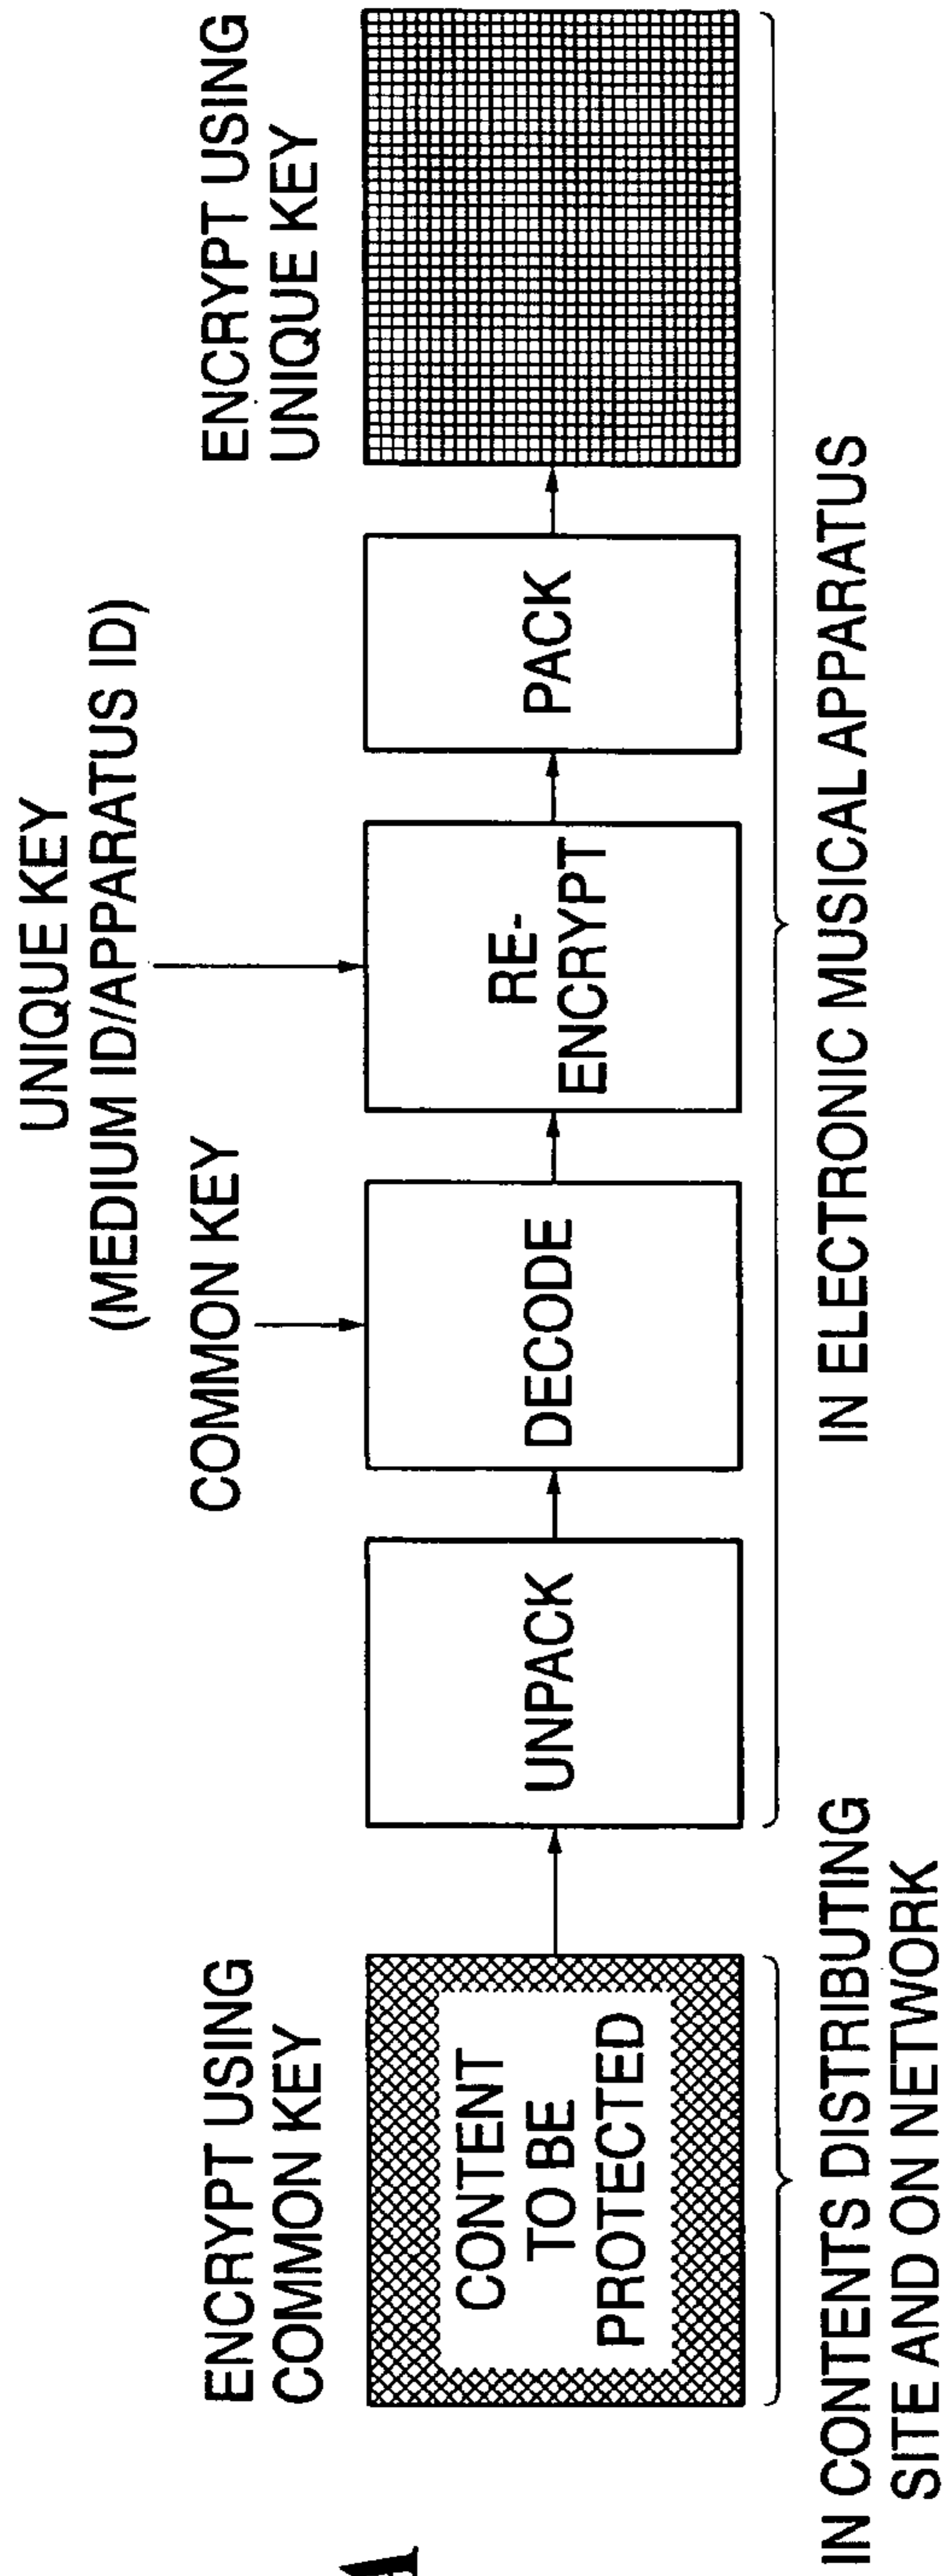 UNIQUE KEY
(MEDIUM ID/APPARATUS ID)
COMMON KEY
ENCRYPT USING
COMMON KEY
ENCRYPT USING
UNIQUE KEY
CONTENT
TO BE
PROTECTED
UNPACK
DECODE
RE-
ENCRYPT
PACK
IN CONTENTS DISTRIBUTING
SITE AND ON NETWORK
IN ELECTRONIC MUSICAL APPARATUS
A